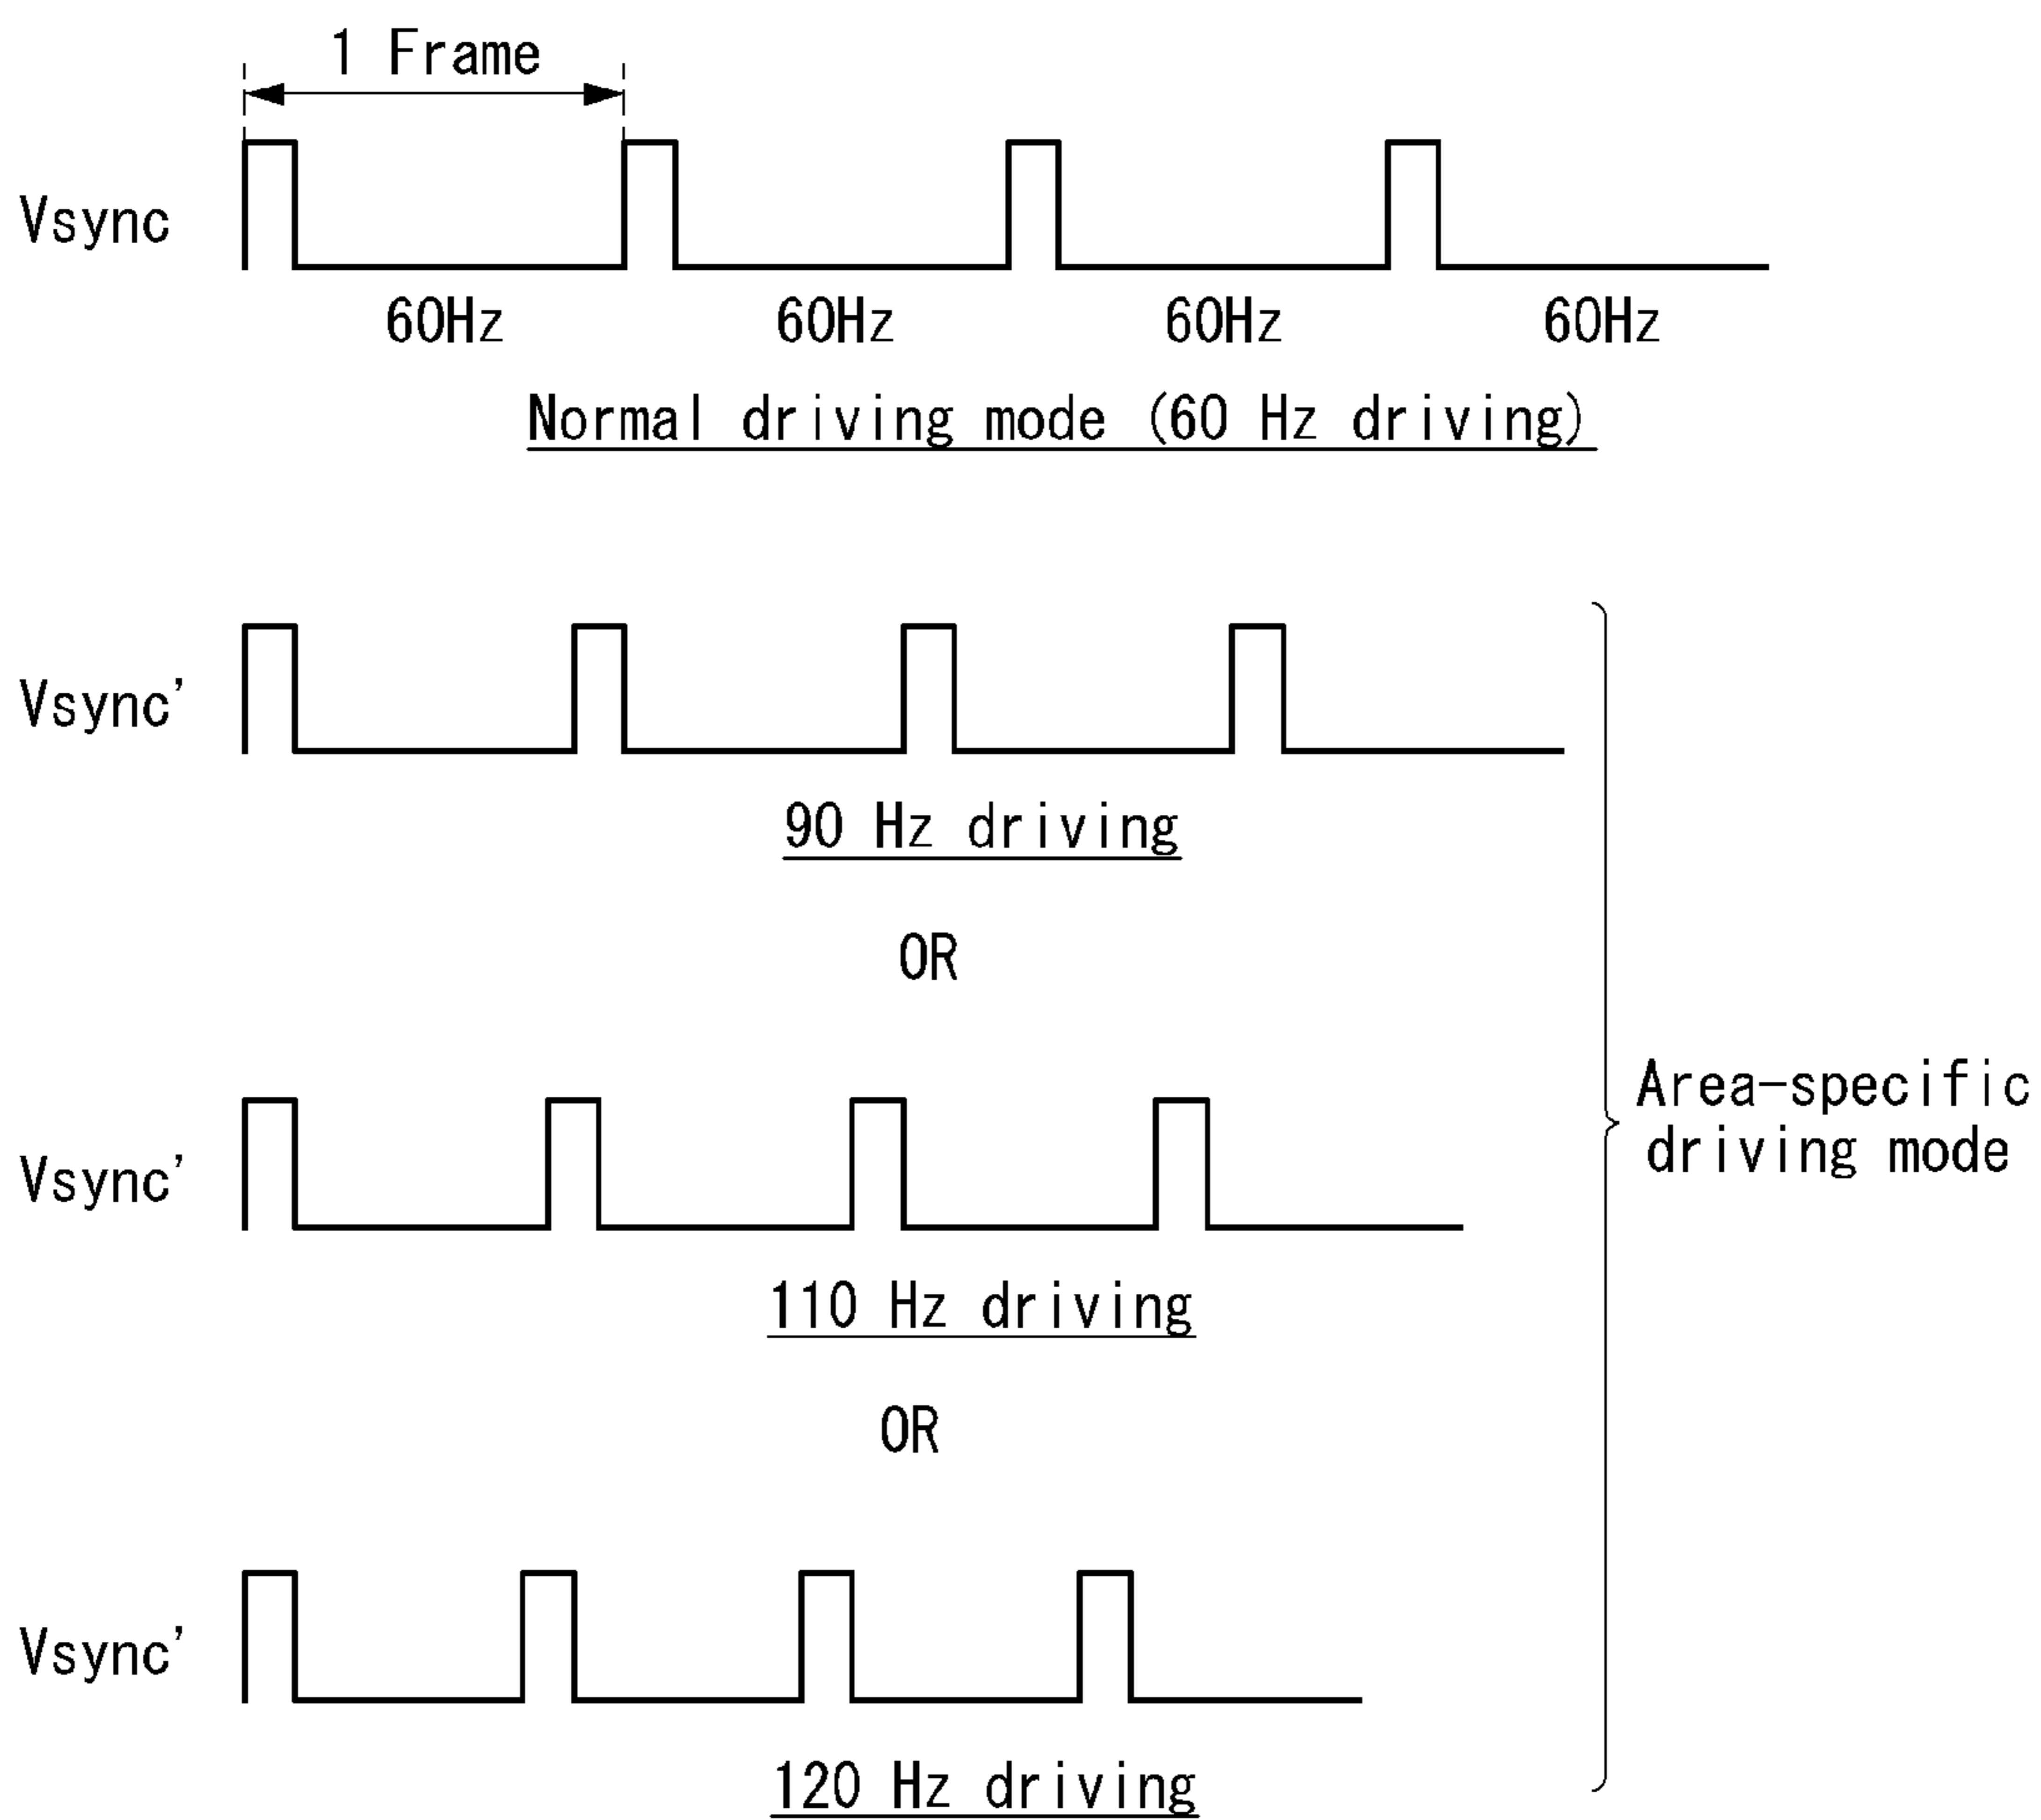 1 Frame
Vsync
60Hz 60Hz 60Hz 60Hz
Normal driving mode (60 Hz driving)
Vsync'
90 Hz driving
OR
Vsync'
110 Hz driving
Area-specific
driving mode
OR
Vsync'
120 Hz driving